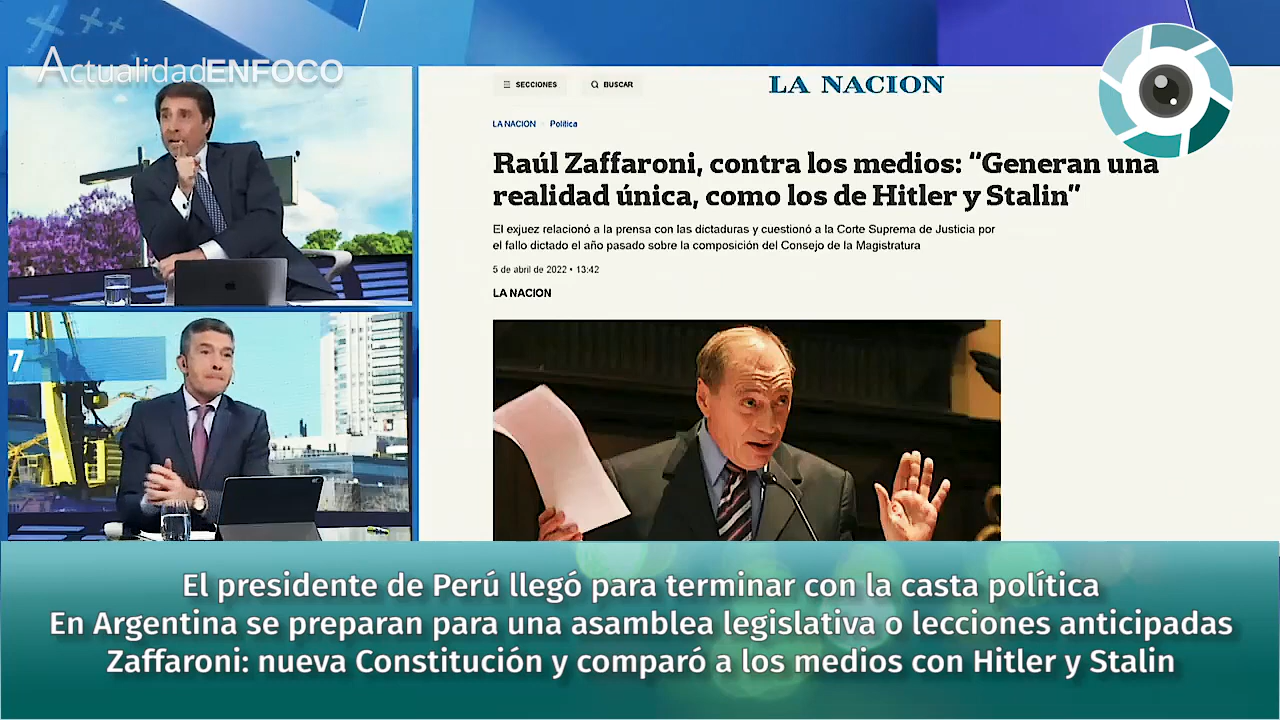 ActualidadENFOCO
SECCIONES
BUSCAR
LA NACION
LA NACION Política
Raúl Zaffaroni, contra los medios: “Generan una
realidad única, como los de Hitler y Stalin”
El exjuez relacionó a la prensa con las dictaduras y cuestionó a la Corte Suprema de Justicia por
el fallo dictado el año pasado sobre la composición del Consejo de la Magistratura
5 de abril de 2022 • 13:42
LA NACION
7
El presidente de Perú llegó para terminar con la casta política
En Argentina se preparan para una asamblea legislativa o lecciones anticipadas
Zaffaroni: nueva Constitución y comparó a los medios con Hitler y Stalin